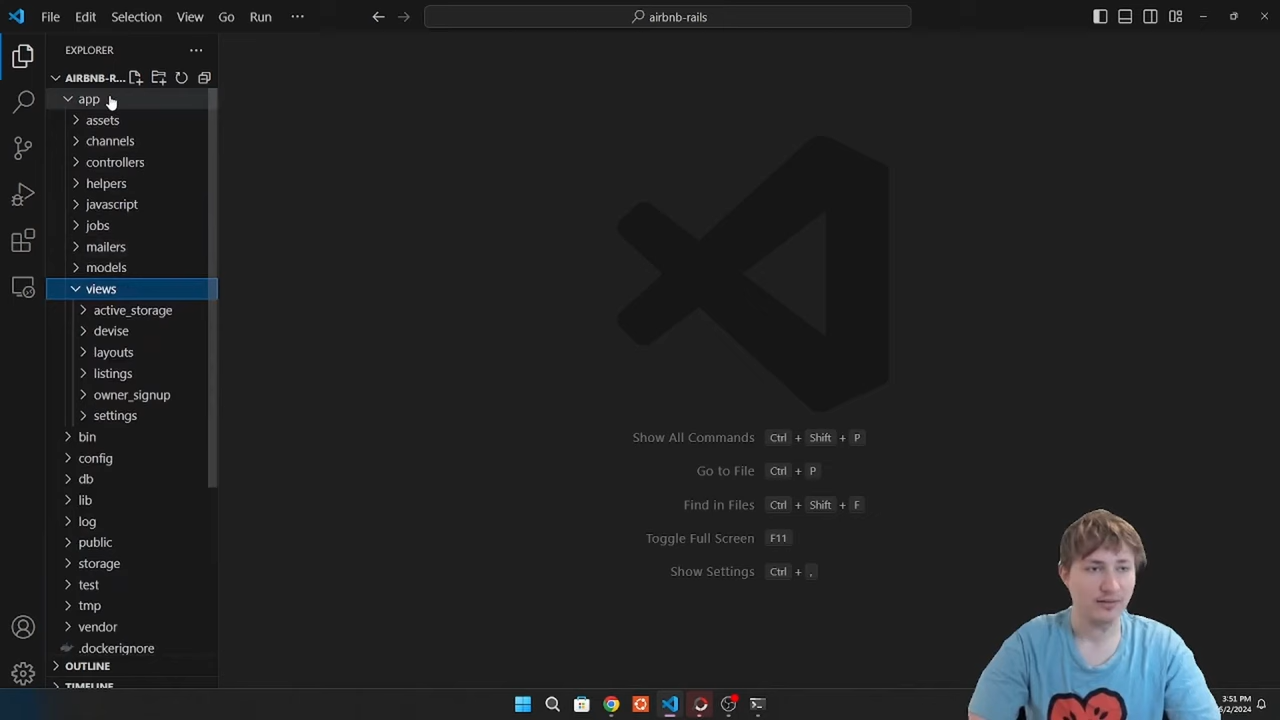 File Edit Selection View Go Run ···
airbnb-rails
EXPLORER
AIRBNB-R...
app
assets
channels
controllers
helpers
javascript
jobs
mailers
models
views
active_storage
devise
layouts
listings
owner_signup
settings
bin
config
db
lib
log
public
storage
test
tmp
vendor
.dockerignore
OUTLINE
TIMELINE
Show All Commands Ctrl + Shift + P
Go to File Ctrl + P
Find in Files Ctrl + Shift + F
Toggle Full Screen F11
Show Settings Ctrl + ,
3:51 PM